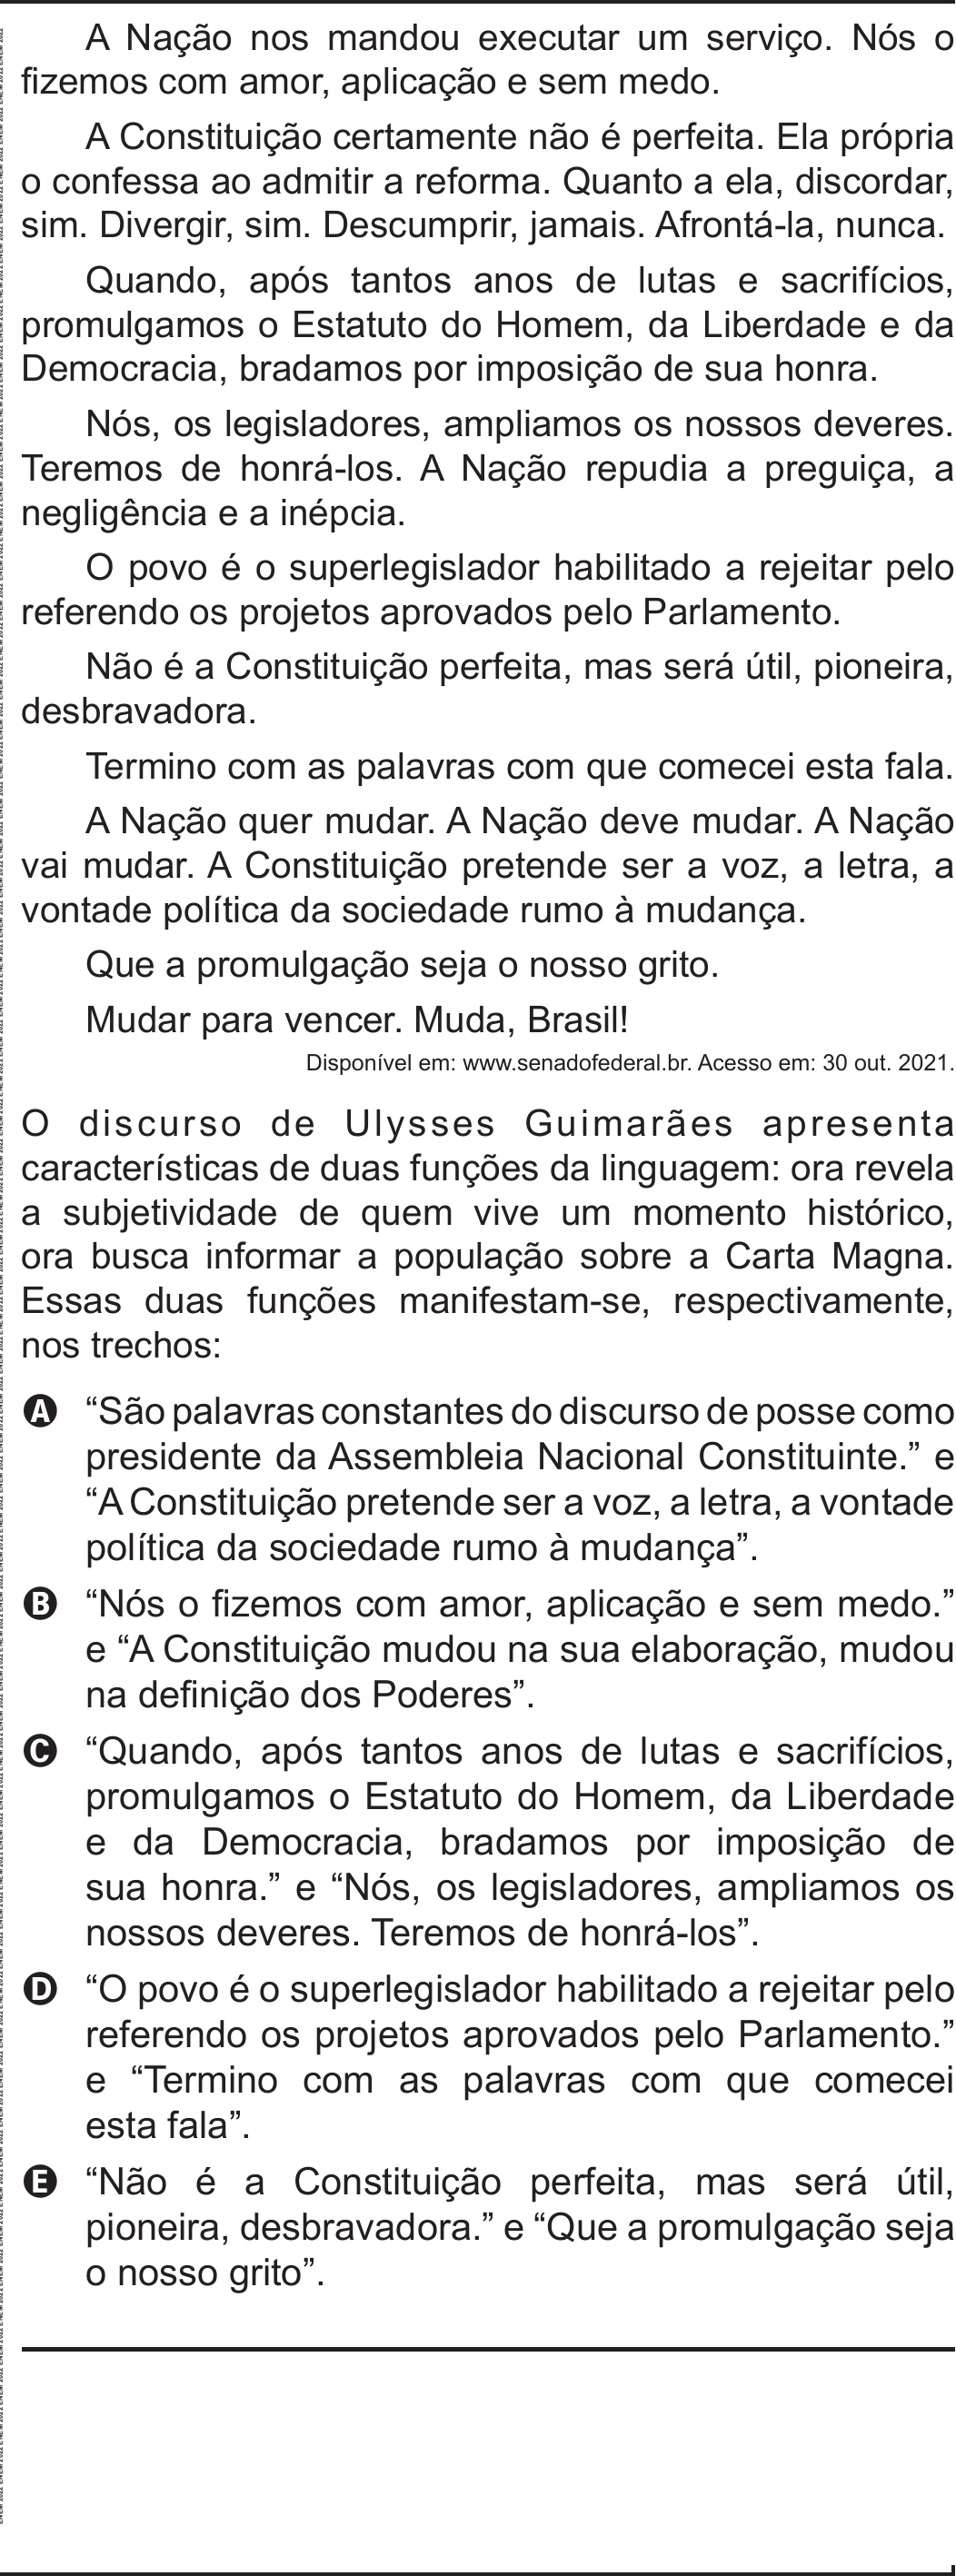 A Nação nos mandou executar um serviço. Nós o
fizemos com amor, aplicação e sem medo.
A Constituição certamente não é perfeita. Ela própria
o confessa ao admitir a reforma. Quanto a ela, discordar,
sim. Divergir, sim. Descumprir, jamais. Afrontá-la, nunca.
Quando, após tantos anos de lutas e sacrifícios,
promulgamos o Estatuto do Homem, da Liberdade e da
Democracia, bradamos por imposição de sua honra.
Nós, os legisladores, ampliamos os nossos deveres.
Teremos de honrá-los. A Nação repudia a preguiça, a
negligência e a inépcia.
O povo é o superlegislador habilitado a rejeitar pelo
referendo os projetos aprovados pelo Parlamento.
Não é a Constituição perfeita, mas será útil, pioneira,
desbravadora.
Termino com as palavras com que comecei esta fala.
A Nação quer mudar. A Nação deve mudar. A Nação
vai mudar. A Constituição pretende ser a voz, a letra, a
vontade política da sociedade rumo à mudança.
Que a promulgação seja o nosso grito.
Mudar para vencer. Muda, Brasil!
Disponível em: www.senadofederal.br. Acesso em: 30 out. 2021.
O discurso de Ulysses Guimarães apresenta
características de duas funções da linguagem: ora revela
a subjetividade de quem vive um momento histórico,
ora busca informar a população sobre a Carta Magna.
Essas duas funções manifestam-se, respectivamente,
nos trechos:
A “São palavras constantes do discurso de posse como
presidente da Assembleia Nacional Constituinte.” e
“A Constituição pretende ser a voz, a letra, a vontade
política da sociedade rumo à mudança”.
B “Nós o fizemos com amor, aplicação e sem medo.”
e “A Constituição mudou na sua elaboração, mudou
na definição dos Poderes”.
C “Quando, após tantos anos de lutas e sacrifícios,
promulgamos o Estatuto do Homem, da Liberdade
e da Democracia, bradamos por imposição de
sua honra.” e “Nós, os legisladores, ampliamos os
nossos deveres. Teremos de honrá-los”.
D “O povo é o superlegislador habilitado a rejeitar pelo
referendo os projetos aprovados pelo Parlamento.”
e “Termino com as palavras com que comecei
esta fala”.
E “Não é a Constituição perfeita, mas será útil,
pioneira, desbravadora.” e “Que a promulgação seja
o nosso grito”.